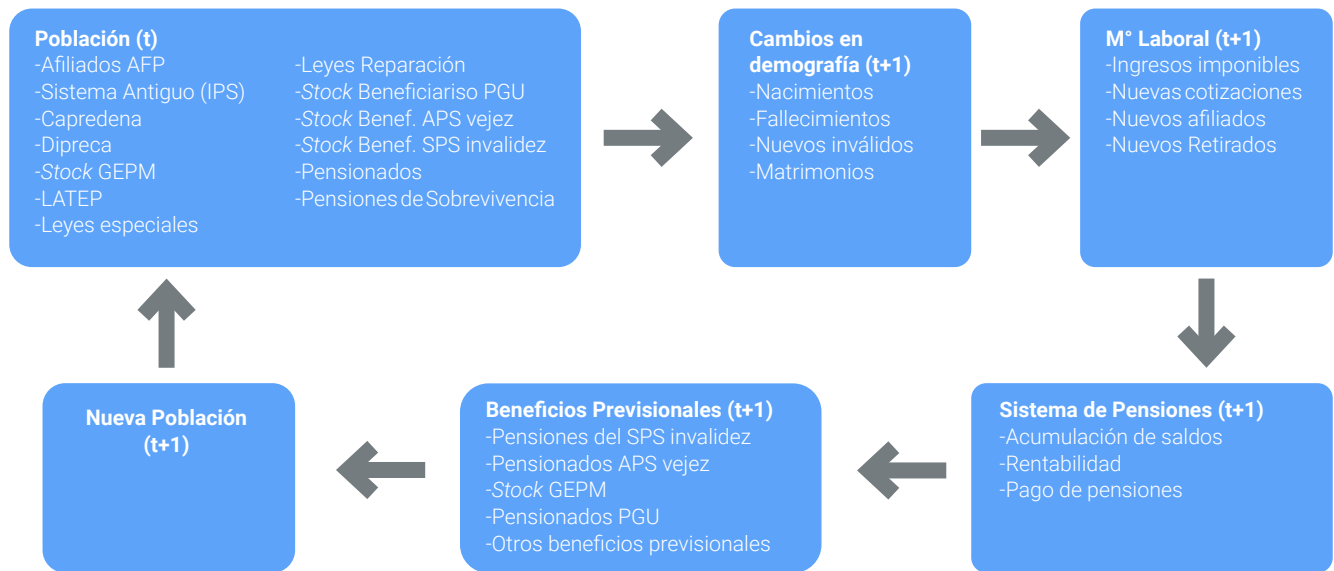 Población (t)
-Afiliados AFP
-Sistema Antiguo (IPS)
-Capredena
-Dipreca
-Stock GEPM
-LATEP
-Leyes especiales
-Leyes Reparación
-Stock Beneficiariso PGU
-Stock Benef. APS vejez
-Stock Benef. SPS invalidez
-Pensionados
-Pensiones de Sobrevivencia
Cambios en
demografía (t+1)
-Nacimientos
-Fallecimientos
-Nuevos inválidos
-Matrimonios
M° Laboral (t+1)
-Ingresos imponibles
-Nuevas cotizaciones
-Nuevos afiliados
-Nuevos Retirados
Sistema de Pensiones (t+1)
-Acumulación de saldos
-Rentabilidad
-Pago de pensiones
Beneficios Previsionales (t+1)
-Pensiones del SPS invalidez
-Pensionados APS vejez
-Stock GEPM
-Pensionados PGU
-Otros beneficios previsionales
Nueva Población
(t+1)